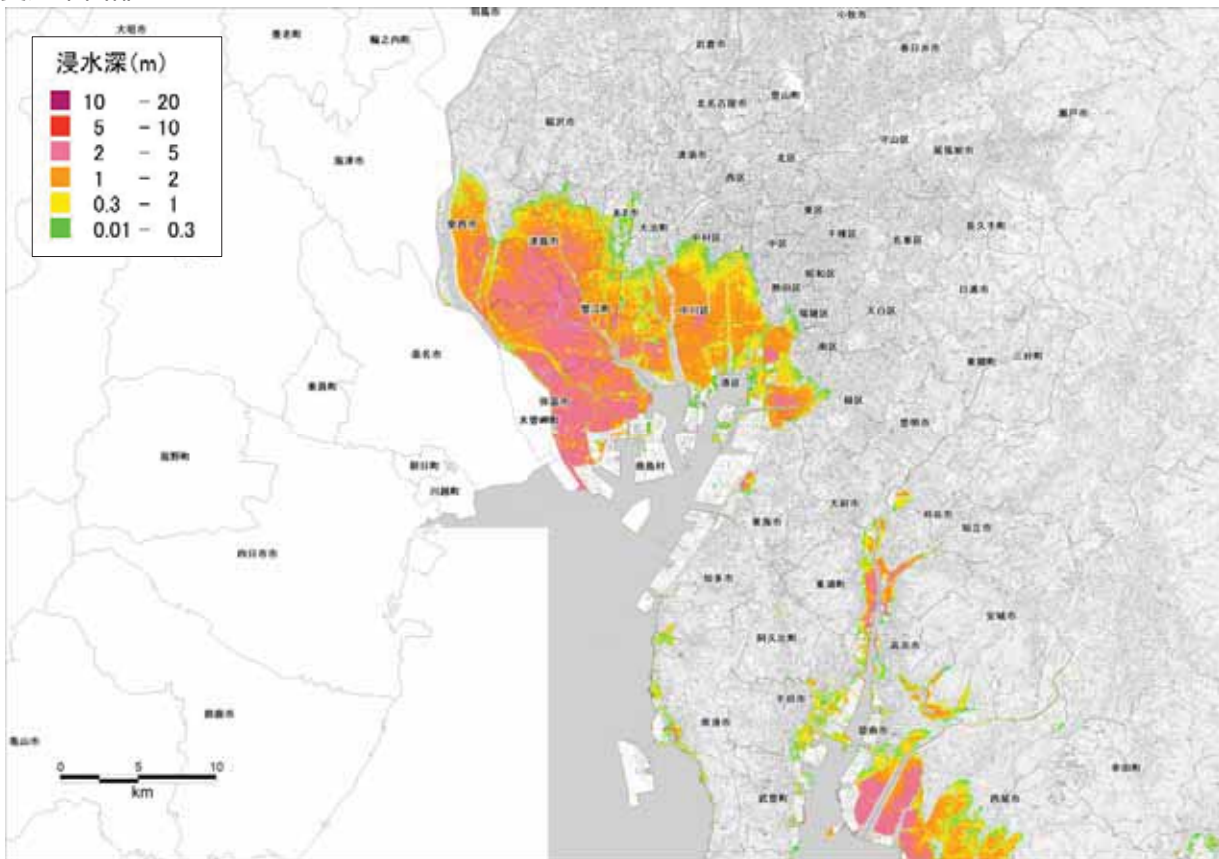 羽島市
小牧市
大垣市
養老町
輪之内町
岩倉市
春日井市
浸水深(m)
10 - 20
5 - 10
2 - 5
1 - 2
0.3 - 1
0.01 - 0.3
豊山町
北名古屋市
瀬戸市
稲沢市
守山区
尾張旭市
清須市
北区
海津市
西区
あま市
東区
愛西市
大治町
千種区
長久手町
津島市
中村区
中区
名東区
昭和区
熱田区
日進市
蟹江町
中川区
瑞穂区
天白区
南区
桑名市
東郷町
三好町
東員町
港区
弥富市
緑区
木曽岬町
豊明市
菰野町
朝日町
飛島村
川越町
大府市
刈谷市
東海市
知立市
四日市市
知多市
東浦町
安城市
阿久比町
高浜市
半田市
鈴鹿市
常滑市
碧南市
亀山市
幸田町
0 5 10
km
武豊町
西尾市